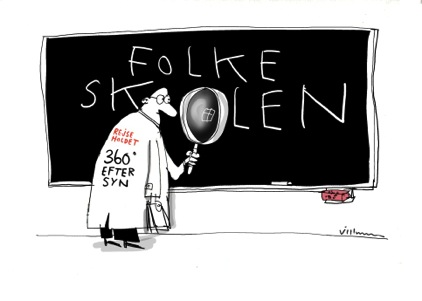 FOLKE
SKOLEN
REJSE
HOLDET
360°
EFTER
SYN